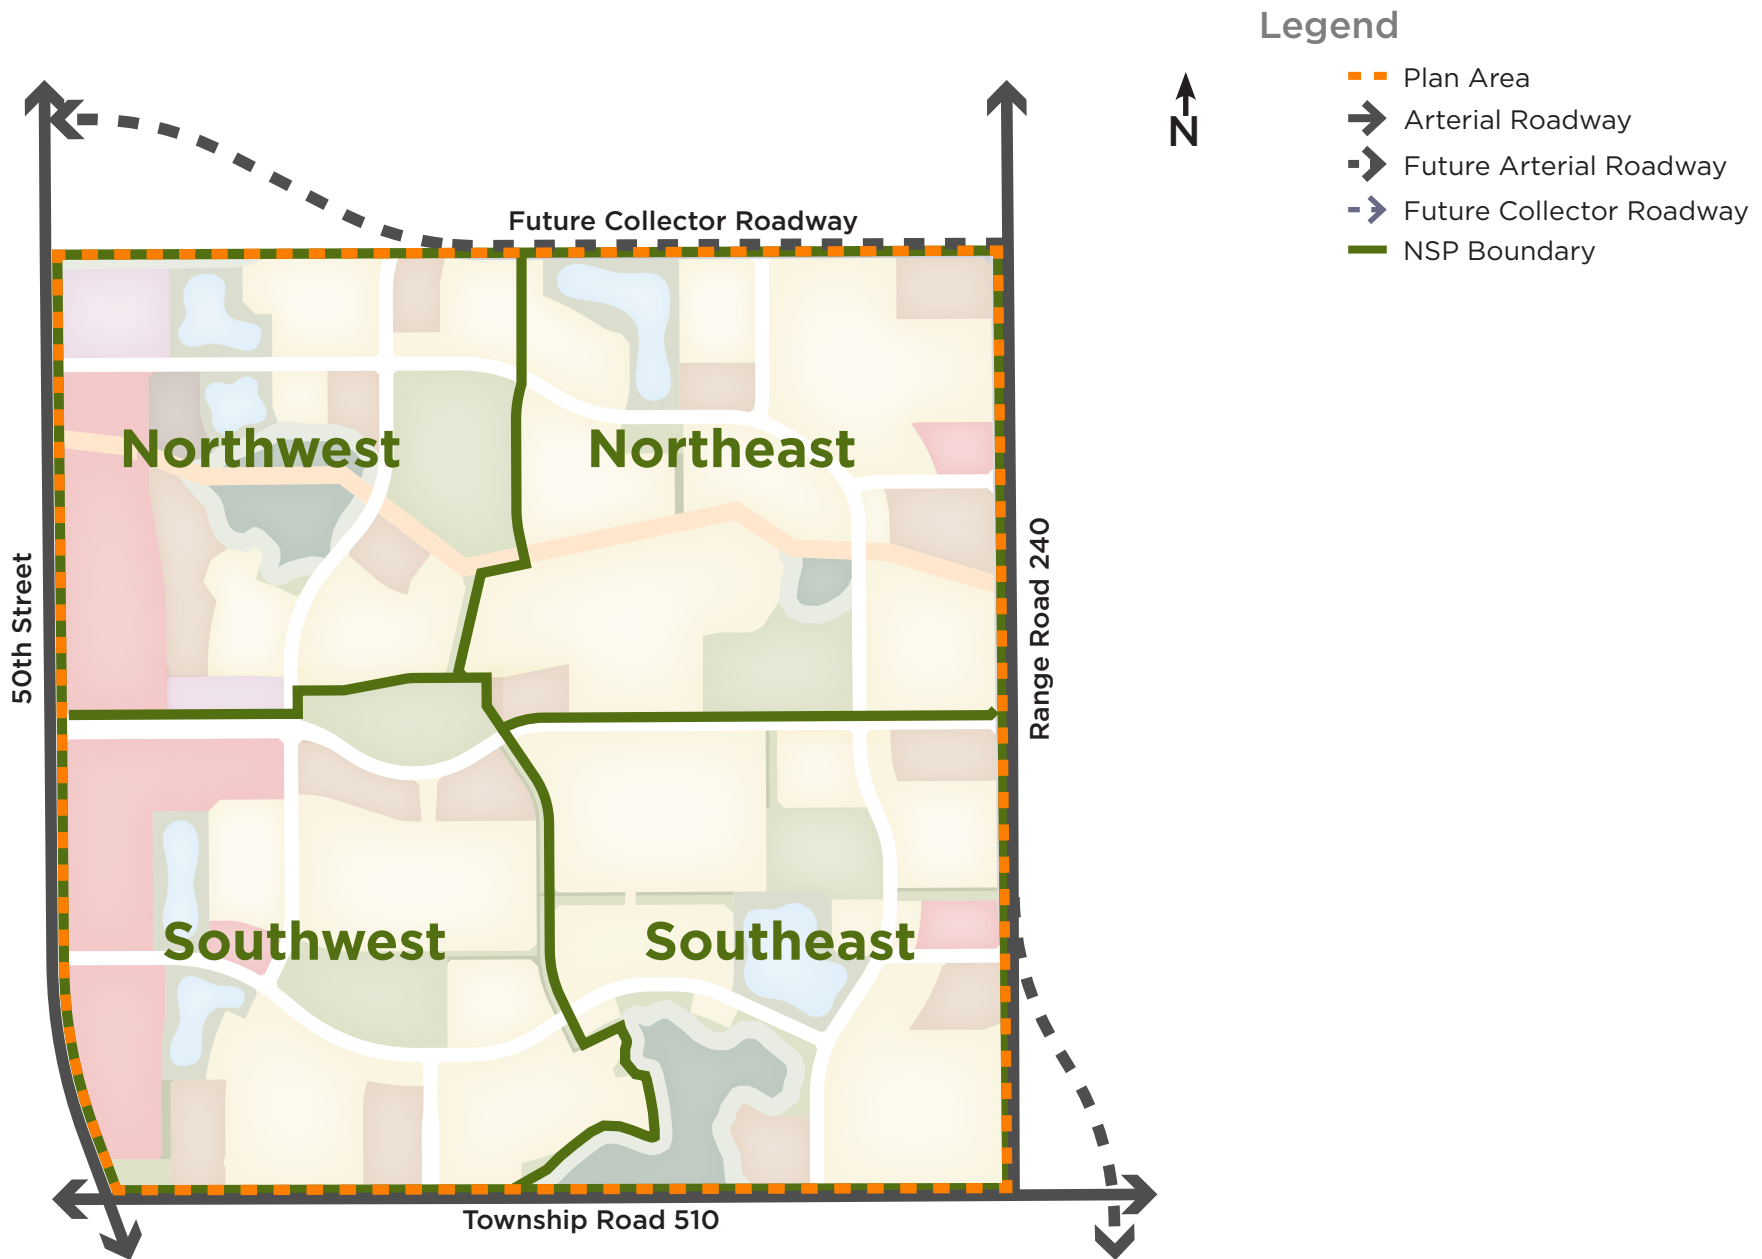 Legend
Plan Area
Arterial Roadway
Future Arterial Roadway
Future Collector Roadway
NSP Boundary
N
Future Collector Roadway
Northwest
Northeast
50th Street
Range Road 240
Southwest
Southeast
Township Road 510